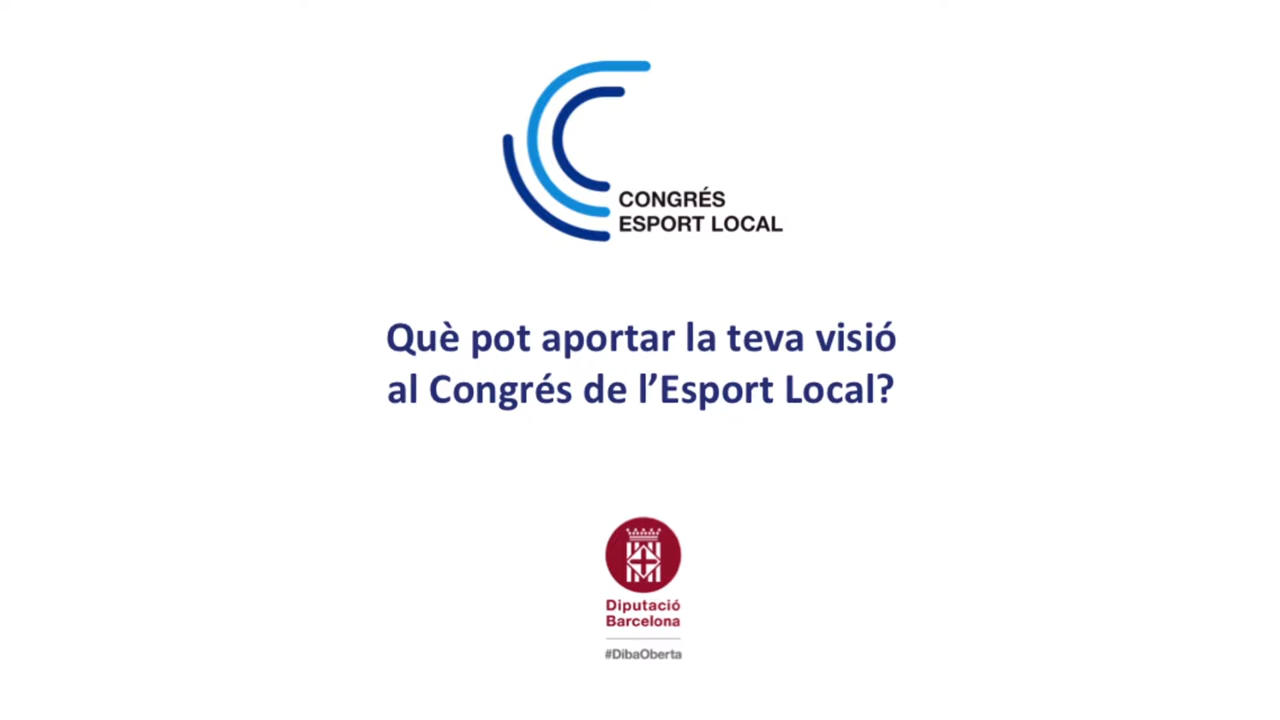 CONGRÉS
ESPORT LOCAL
Què pot aportar la teva visió
al Congrés de l’Esport Local?
Diputació
Barcelona
#DibaOberta